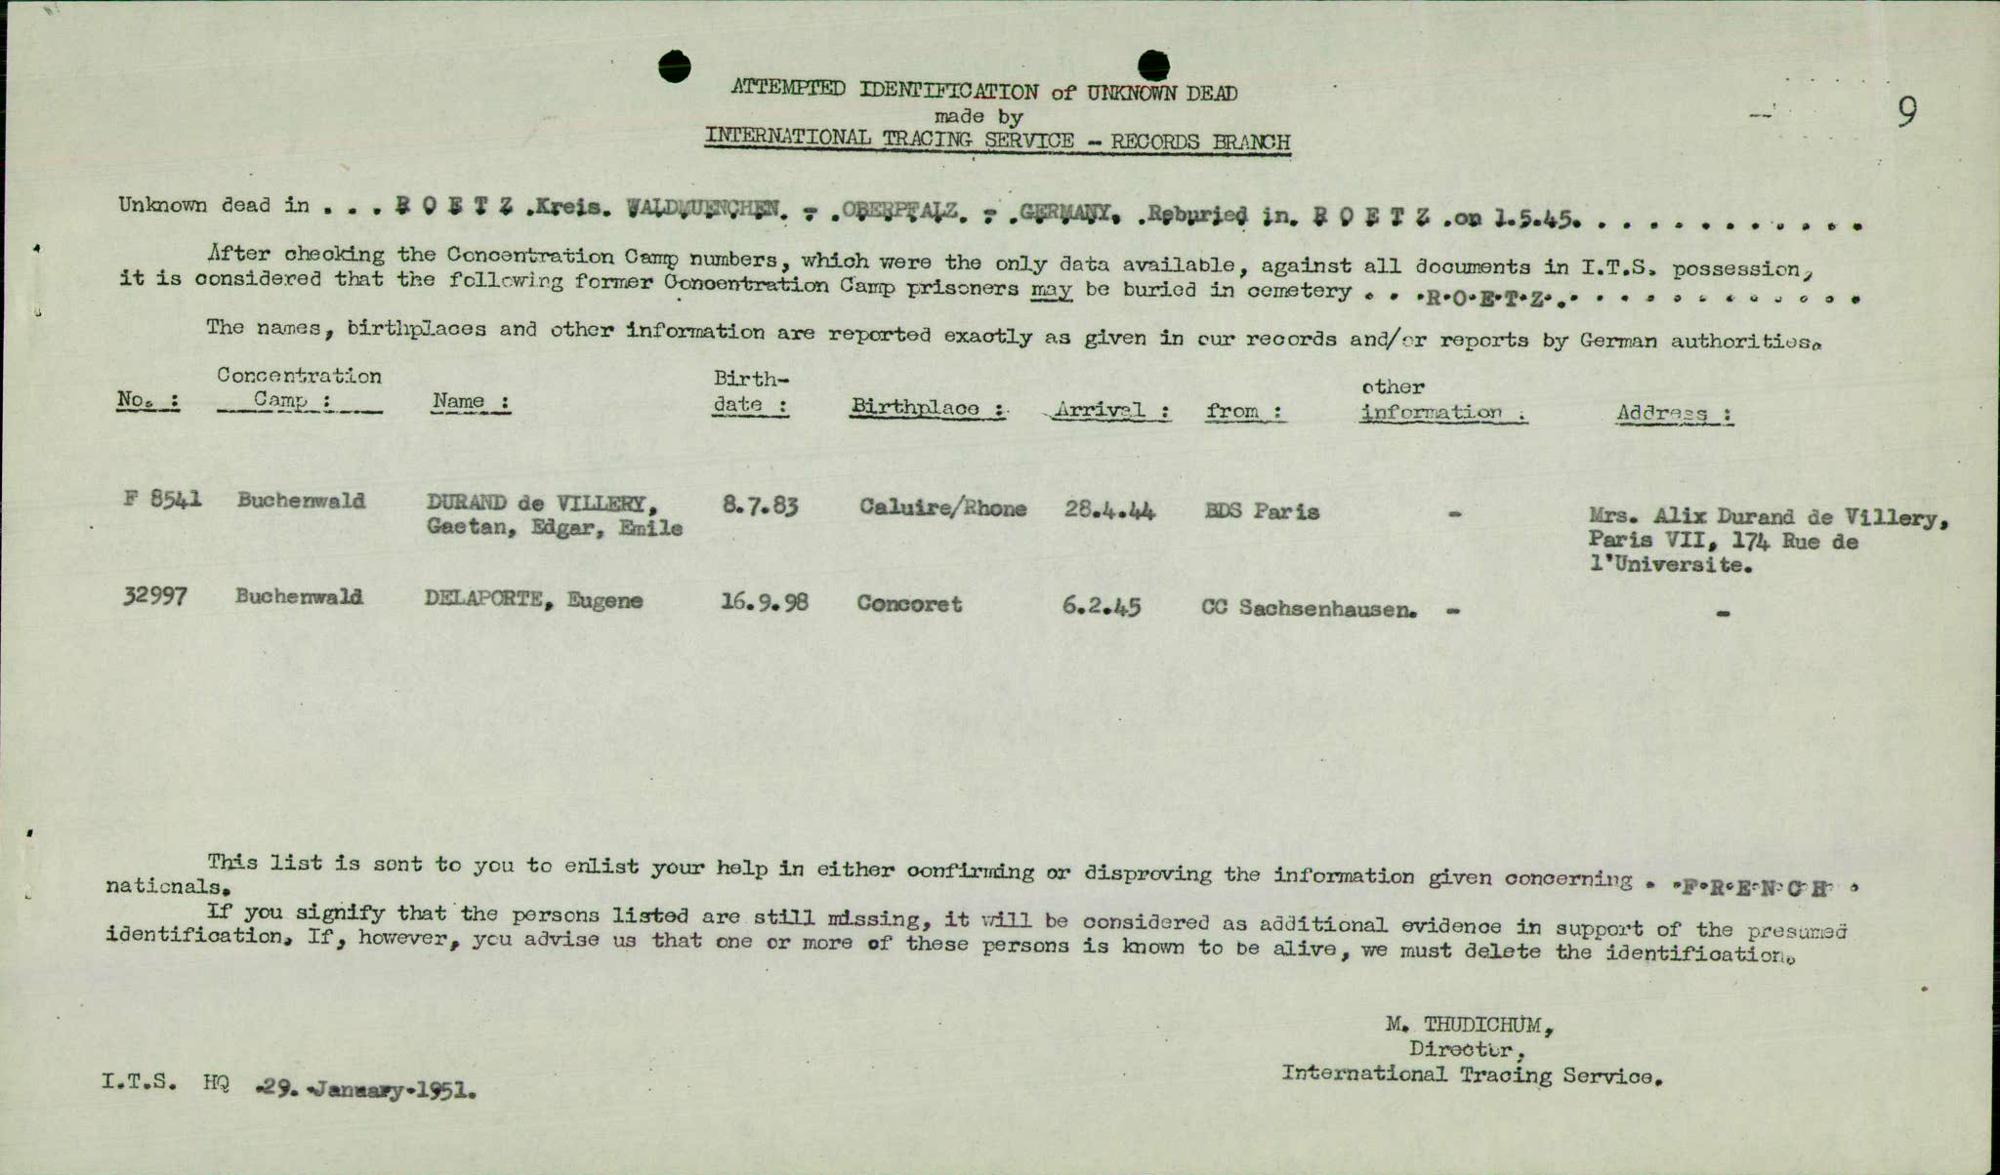 ATTEMPTED IDENTIFICATION of UNKNOWN DEAD
9
made by
INTERNATIONAL TRACING SERVICE - RECORDS BRANCH
Unknown dead in . . . R O E T Z .Kreis. WALDMUENCHEN. - .OBERPFALZ. - .GERMANY. .Reburied in. R O E T Z .on 1.5.45. . . . . . . . . . . .
After checking the Concentration Camp numbers, which were the only data available, against all documents in I.T.S. possession,
it is considered that the following former Concentration Camp prisoners may be buried in cemetery . . .R.O.E.T.Z. . . . . . . . . . . . .
The names, birthplaces and other information are reported exactly as given in our records and/or reports by German authorities.
No. : Concentration Camp : Name : Birth-date : Birthplace : Arrival : from : other information : Address :
F 8541 Buchenwald DURAND de VILLERY, 8.7.83 Caluire/Rhone 28.4.44 BDS Paris - Mrs. Alix Durand de Villery,
Gaetan, Edgar, Emile Paris VII, 174 Rue de
l'Universite.
32997 Buchenwald DELAPORTE, Eugene 16.9.98 Concoret 6.2.45 CC Sachsenhausen. - -
This list is sent to you to enlist your help in either confirming or disproving the information given concerning . .F.R.E.N.C.H .
nationals.
If you signify that the persons listed are still missing, it will be considered as additional evidence in support of the presumed
identification. If, however, you advise us that one or more of these persons is known to be alive, we must delete the identification.
M. THUDICHUM,
Director,
International Tracing Service.
I.T.S. HQ .29. .January.1951.